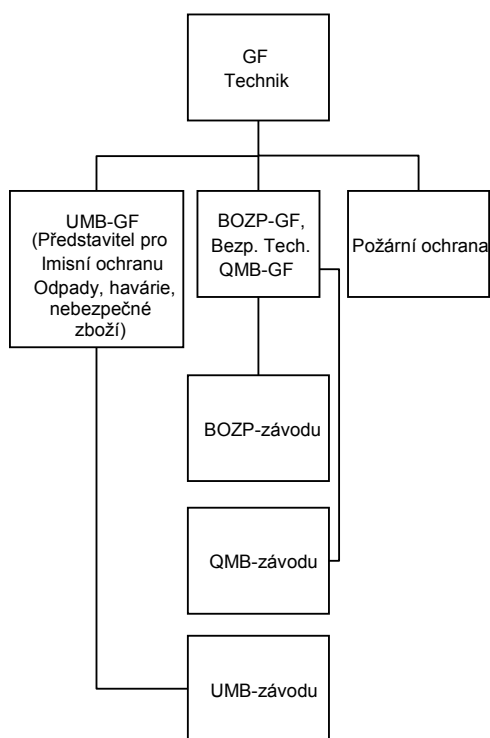 GF
Technik
UMB-GF
(Představitel pro
Imisní ochranu
Odpady, havárie,
nebezpečné
zboží)
BOZP-GF,
Bezp. Tech.
QMB-GF
Požární ochrana
BOZP-závodu
QMB-závodu
UMB-závodu